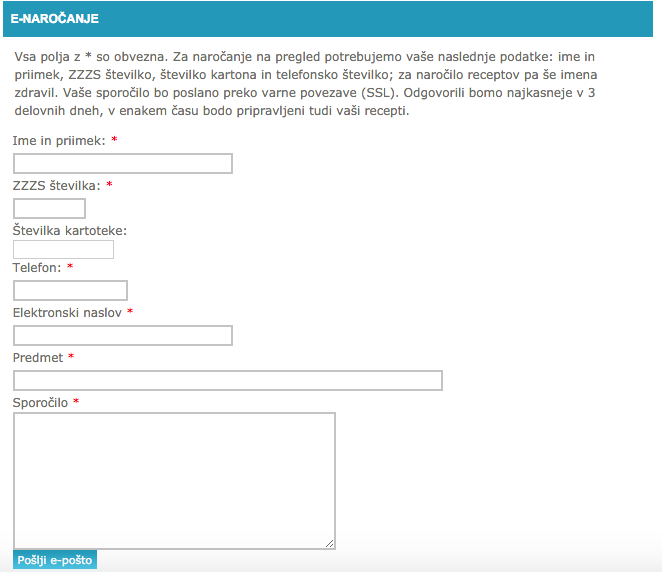 E-NAROČANJE
Vsa polja z * so obvezna. Za naročanje na pregled potrebujemo vaše naslednje podatke: ime in
priimek, ZZZS številko, številko kartona in telefonsko številko; za naročilo receptov pa še imena
zdravil. Vaše sporočilo bo poslano preko varne povezave (SSL). Odgovorili bomo najkasneje v 3
delovnih dneh, v enakem času bodo pripravljeni tudi vaši recepti.
Ime in priimek: *
ZZZS številka: *
Številka kartoteke:
Telefon: *
Elektronski naslov *
Predmet *
Sporočilo *
Pošlji e-pošto